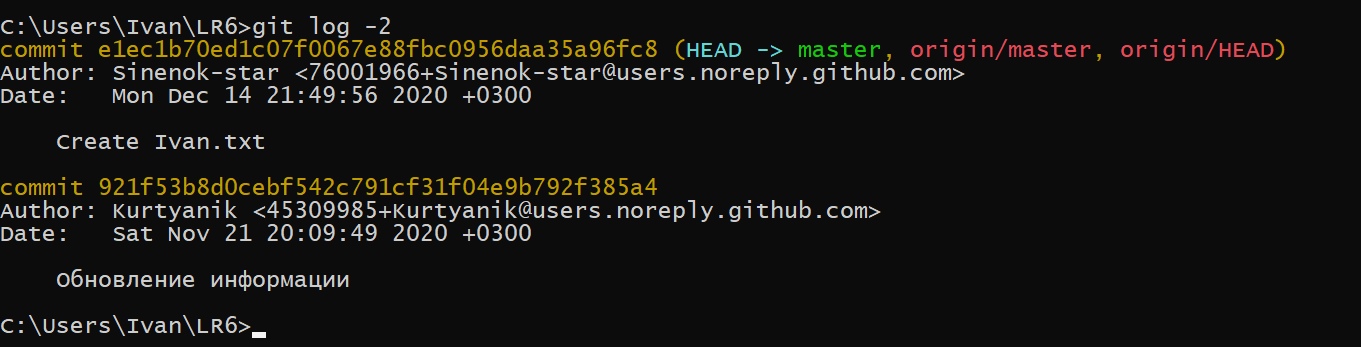 C:\Users\Ivan\LR6>git log -2
commit e1ec1b70ed1c07f0067e88fbc0956daa35a96fc8 (HEAD -> master, origin/master, origin/HEAD)
Author: Sinenok-star <76001966+Sinenok-star@users.noreply.github.com>
Date:   Mon Dec 14 21:49:56 2020 +0300
    Create Ivan.txt
commit 921f53b8d0cebf542c791cf31f04e9b792f385a4
Author: Kurtyanik <45309985+Kurtyanik@users.noreply.github.com>
Date:   Sat Nov 21 20:09:49 2020 +0300
    Обновление информации
C:\Users\Ivan\LR6>